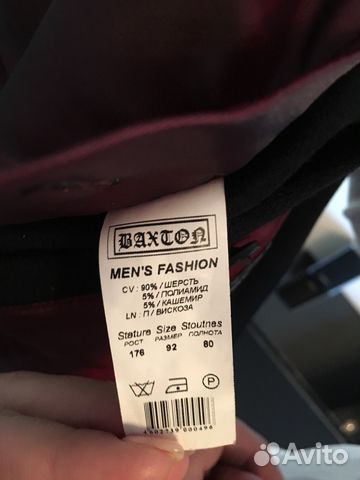 BAXTON
MEN'S FASHION
CV: 90% / ШЕРСТЬ
5% / ПОЛИАМИД
5% / КАШЕМИР
LN: П / ВИСКОЗА
Stature Size Stoutnes
РОСТ РАЗМЕР ПОЛНОТА
176 92 80
P
4802739000496
Avito